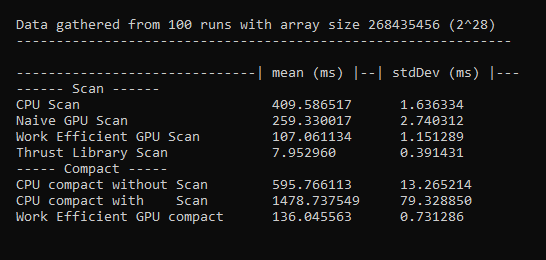 Data gathered from 100 runs with array size 268435456 (2^28)
--------------------------------------------------------------
------------------------------| mean (ms) |--| stdDev (ms) |---
------ Scan ------
CPU Scan 409.586517 1.636334
Naive GPU Scan 259.330017 2.740312
Work Efficient GPU Scan 107.061134 1.151289
Thrust Library Scan 7.952960 0.391431
----- Compact -----
CPU compact without Scan 595.766113 13.265214
CPU compact with Scan 1478.737549 79.328850
Work Efficient GPU compact 136.045563 0.731286